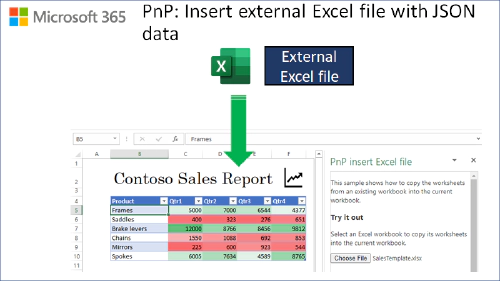 Microsoft 365
PnP: Insert external Excel file with JSON
data
External
Excel file
B5
Frames
A B C D E F
PnP insert Excel file
This sample shows how to copy the worksheets
from an existing workbook into the current
workbook.
Try it out
Select an Excel workbook to copy its worksheets
into the current workbook.
Choose File SalesTemplate.xlsx
1
2
3
Contoso Sales Report
4 Product Qtr1 Qtr2 Qtr3 Qtr4
5 Frames 5000 7000 6544 4377
6 Saddles 400 323 276 651
7 Brake levers 12000 8766 8456 9812
8 Chains 1550 1088 692 853
9 Mirrors 225 600 923 544
10 Spokes 6005 7634 4589 8765